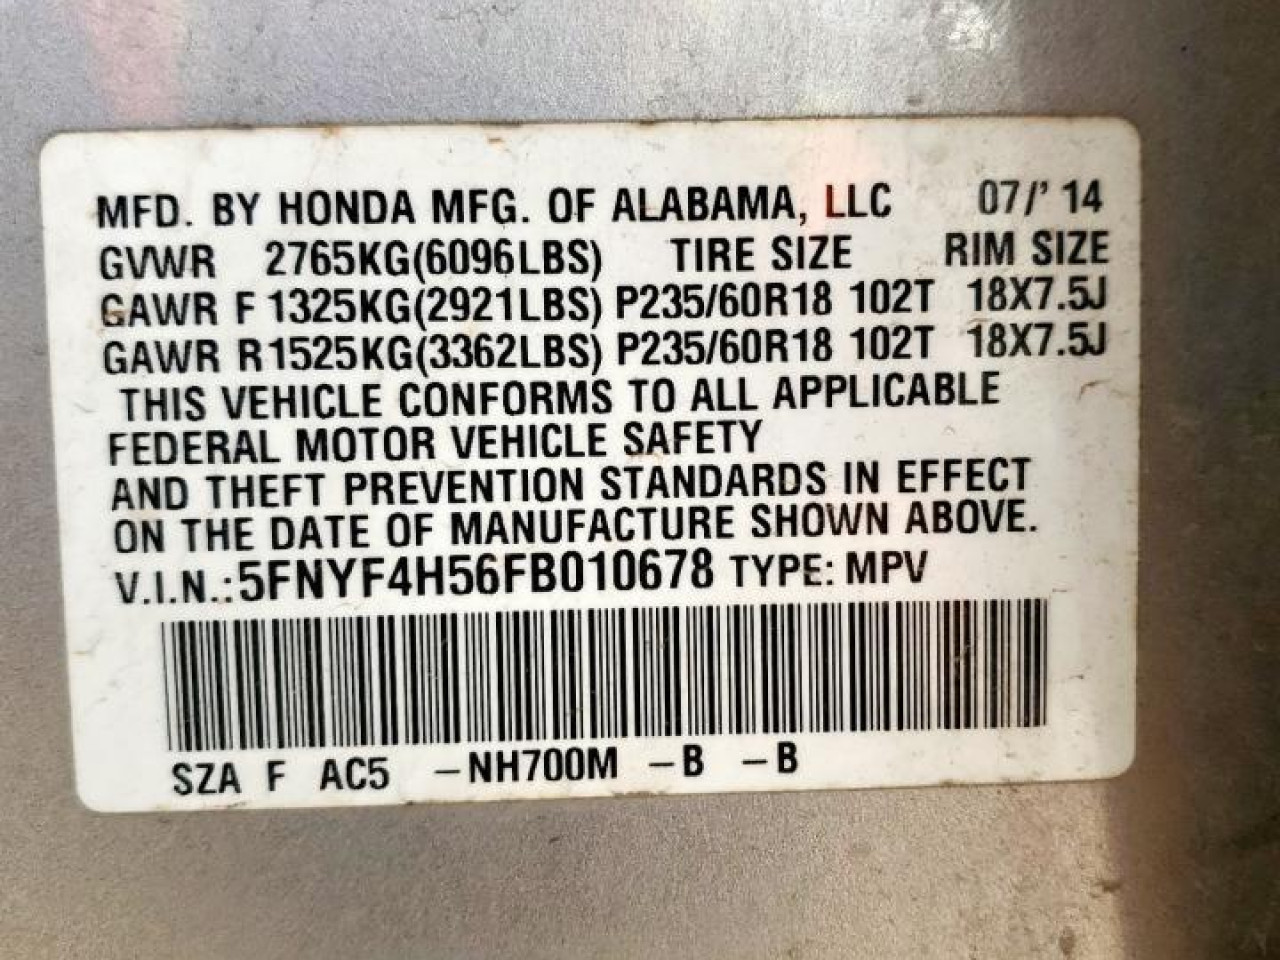 MFD. BY HONDA MFG. OF ALABAMA, LLC 07/' 14
GVWR 2765KG(6096LBS) TIRE SIZE RIM SIZE
GAWR F 1325KG(2921LBS) P235/60R18 102T 18X7.5J
GAWR R1525KG(3362LBS) P235/60R18 102T 18X7.5J
THIS VEHICLE CONFORMS TO ALL APPLICABLE
FEDERAL MOTOR VEHICLE SAFETY
AND THEFT PREVENTION STANDARDS IN EFFECT
ON THE DATE OF MANUFACTURE SHOWN ABOVE.
V.I.N.:5FNYF4H56FB010678 TYPE: MPV
SZA F AC5 -NH700M -B -B